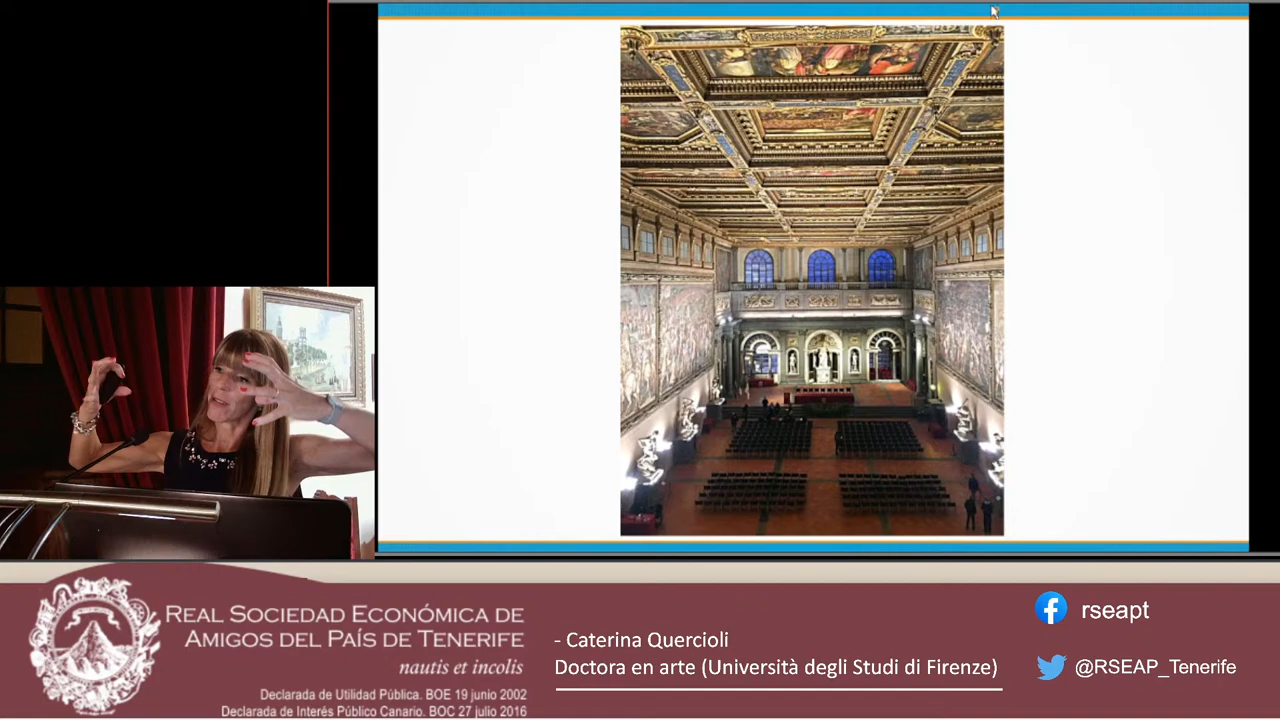 REAL SOCIEDAD ECONÓMICA DE
AMIGOS DEL PAÍS DE TENERIFE
nautis et incolis
Declarada de Utilidad Pública. BOE 19 junio 2002
Declarada de Interés Público Canario. BOC 27 julio 2016
- Caterina Quercioli
Doctora en arte (Università degli Studi di Firenze)
rseapt
@RSEAP_Tenerife